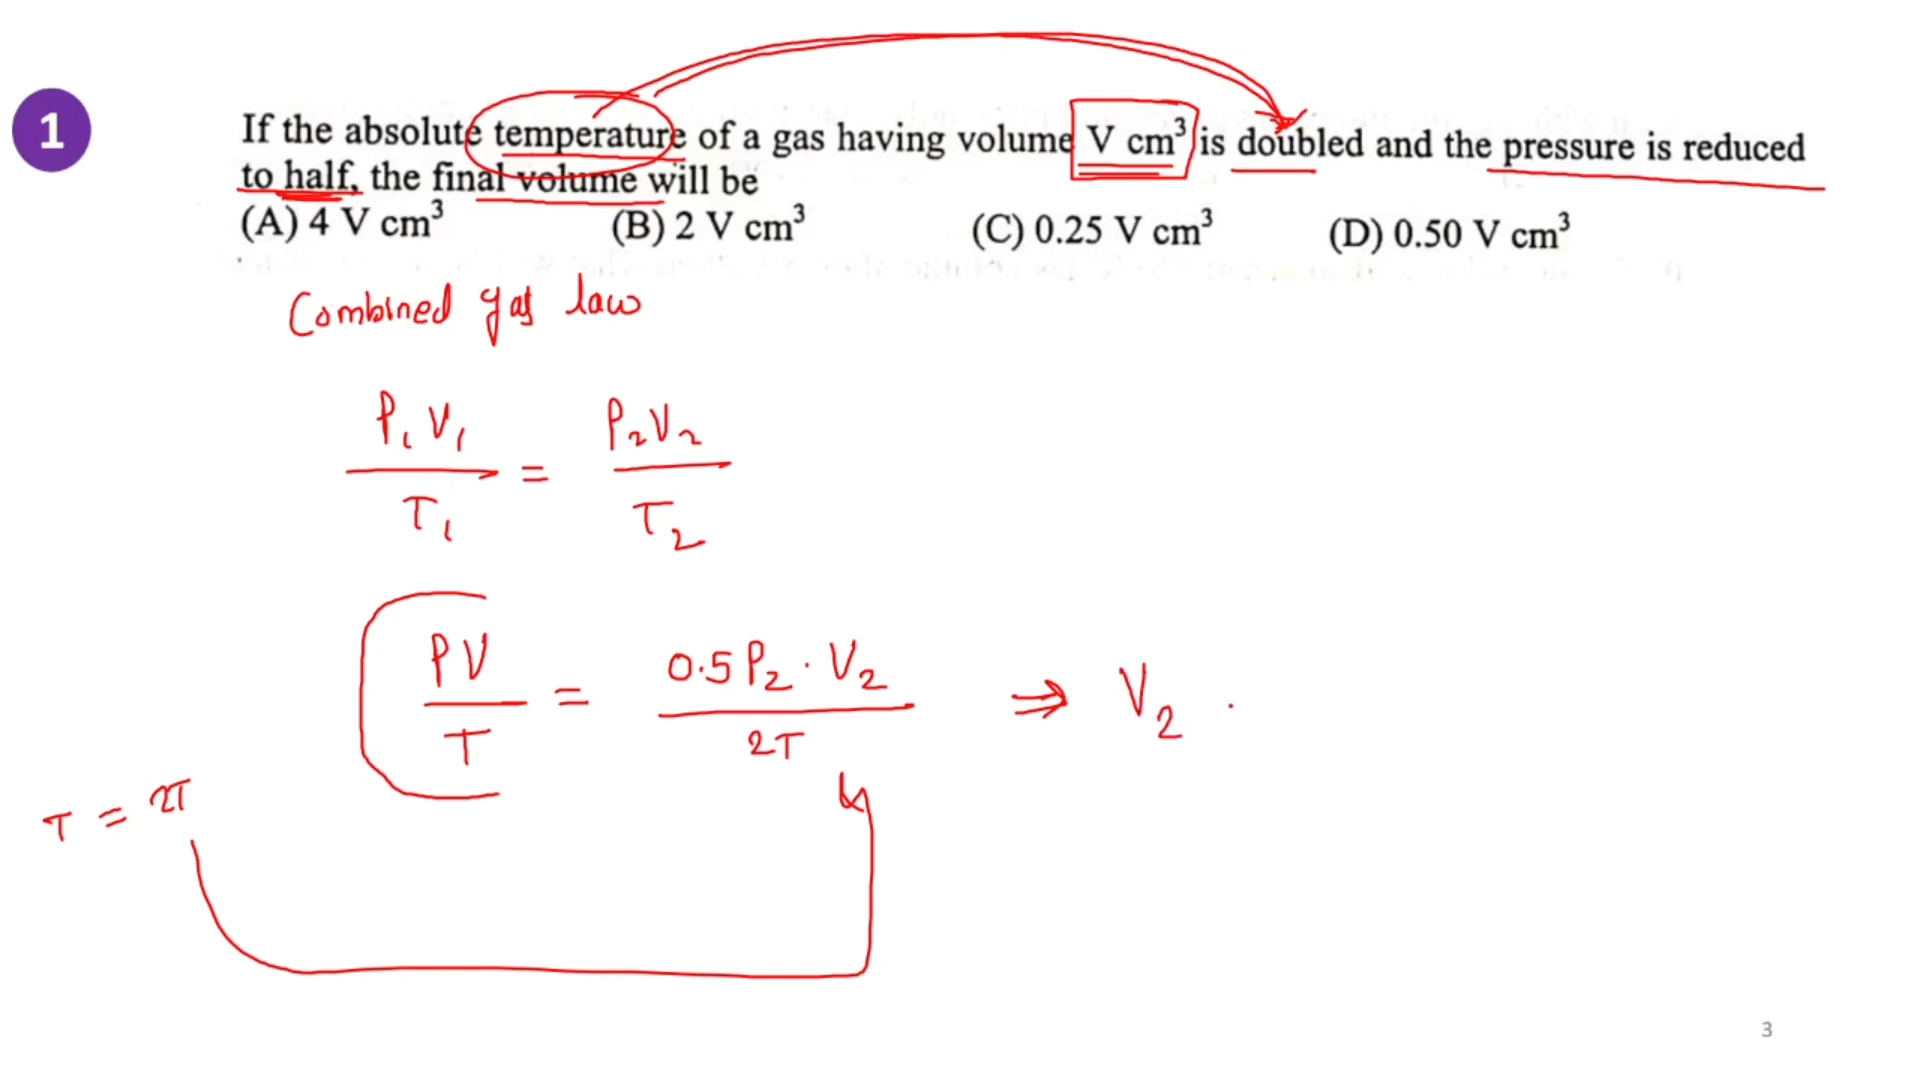 1
If the absolute temperature of a gas having volume V cm³ is doubled and the pressure is reduced
to half, the final volume will be
(A) 4 V cm³ (B) 2 V cm³ (C) 0.25 V cm³ (D) 0.50 V cm³
Combined gas law
P₁V₁ = P₂V₂
T₁ T₂
PV = 0.5P₂ · V₂ ⇒ V₂ .
T 2T
T = 2T
3